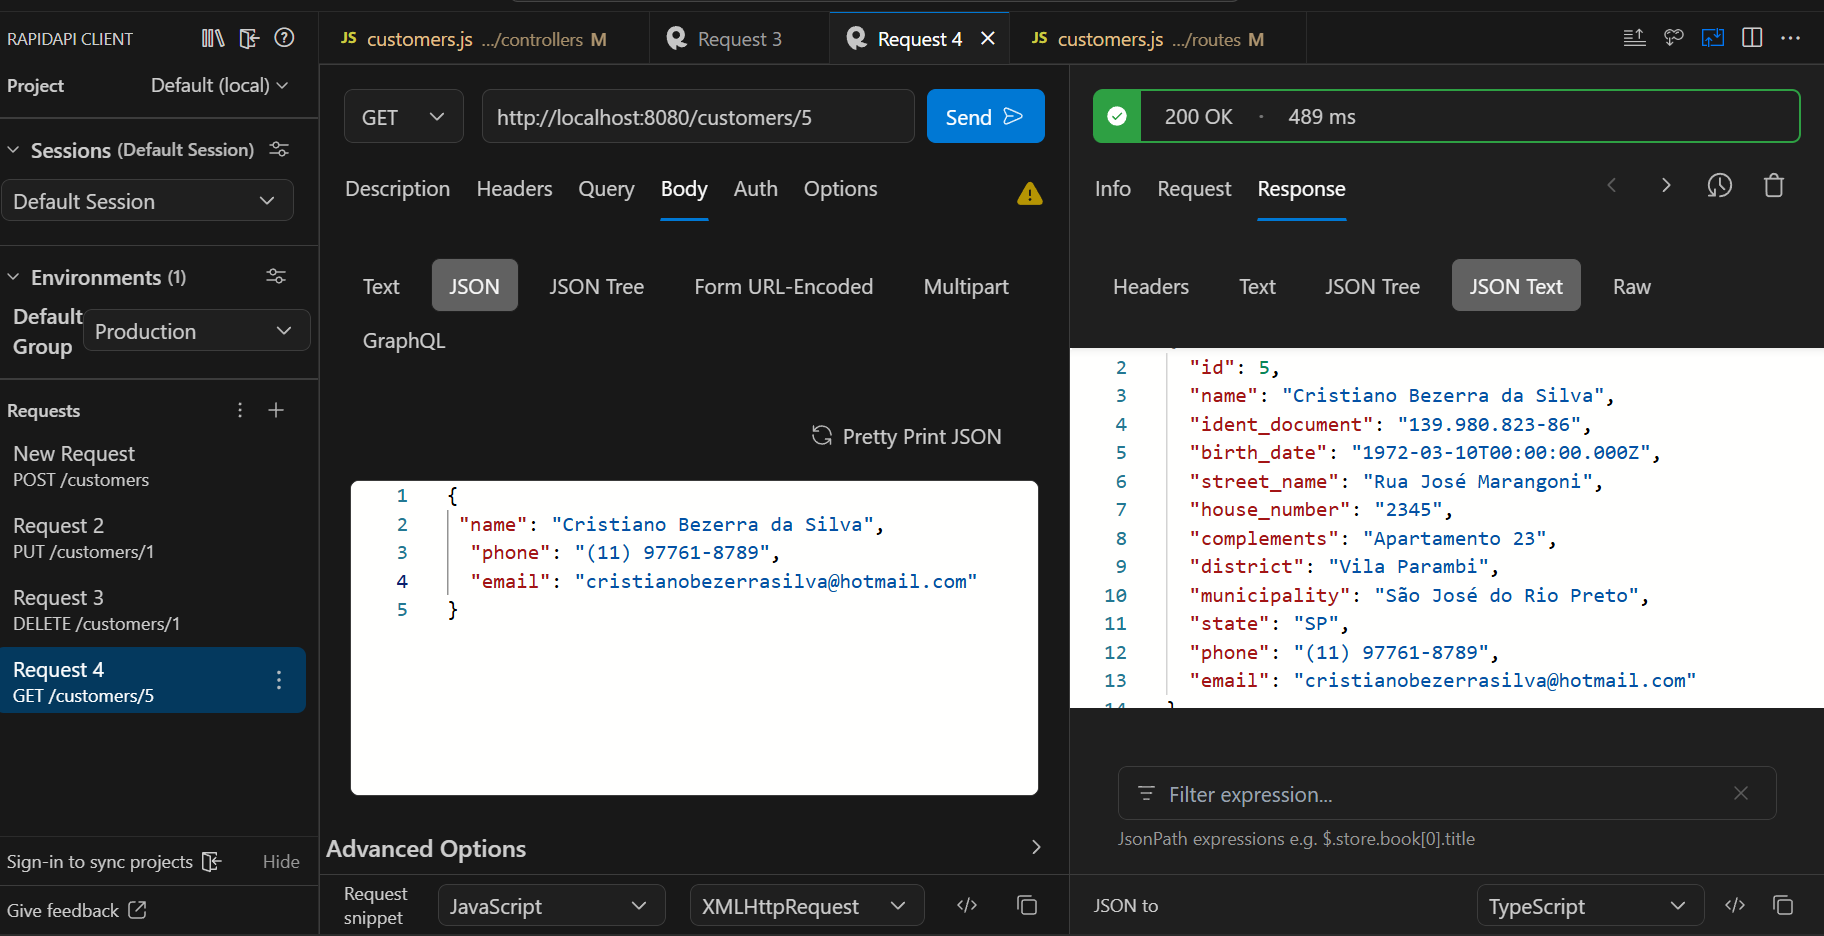 RAPIDAPI CLIENT
Project
Default (local)
Sessions (Default Session)
Default Session
Environments (1)
Default Group
Production
Requests
New Request
POST /customers
Request 2
PUT /customers/1
Request 3
DELETE /customers/1
Request 4
GET /customers/5
Sign-in to sync projects
Hide
Give feedback
JS customers.js .../controllers M
Request 3
Request 4
JS customers.js .../routes M
GET
http://localhost:8080/customers/5
Send
Description Headers Query Body Auth Options
Text JSON JSON Tree Form URL-Encoded Multipart
GraphQL
Pretty Print JSON
1 {
2 "name": "Cristiano Bezerra da Silva",
3 "phone": "(11) 97761-8789",
4 "email": "cristianobezerrasilva@hotmail.com"
5 }
Advanced Options
Request snippet
JavaScript
XMLHttpRequest
200 OK · 489 ms
Info Request Response
Headers Text JSON Tree JSON Text Raw
2 "id": 5,
3 "name": "Cristiano Bezerra da Silva",
4 "ident_document": "139.980.823-86",
5 "birth_date": "1972-03-10T00:00:00.000Z",
6 "street_name": "Rua José Marangoni",
7 "house_number": "2345",
8 "complements": "Apartamento 23",
9 "district": "Vila Parambi",
10 "municipality": "São José do Rio Preto",
11 "state": "SP",
12 "phone": "(11) 97761-8789",
13 "email": "cristianobezerrasilva@hotmail.com"
14 }
Filter expression...
JsonPath expressions e.g. $.store.book[0].title
JSON to
TypeScript